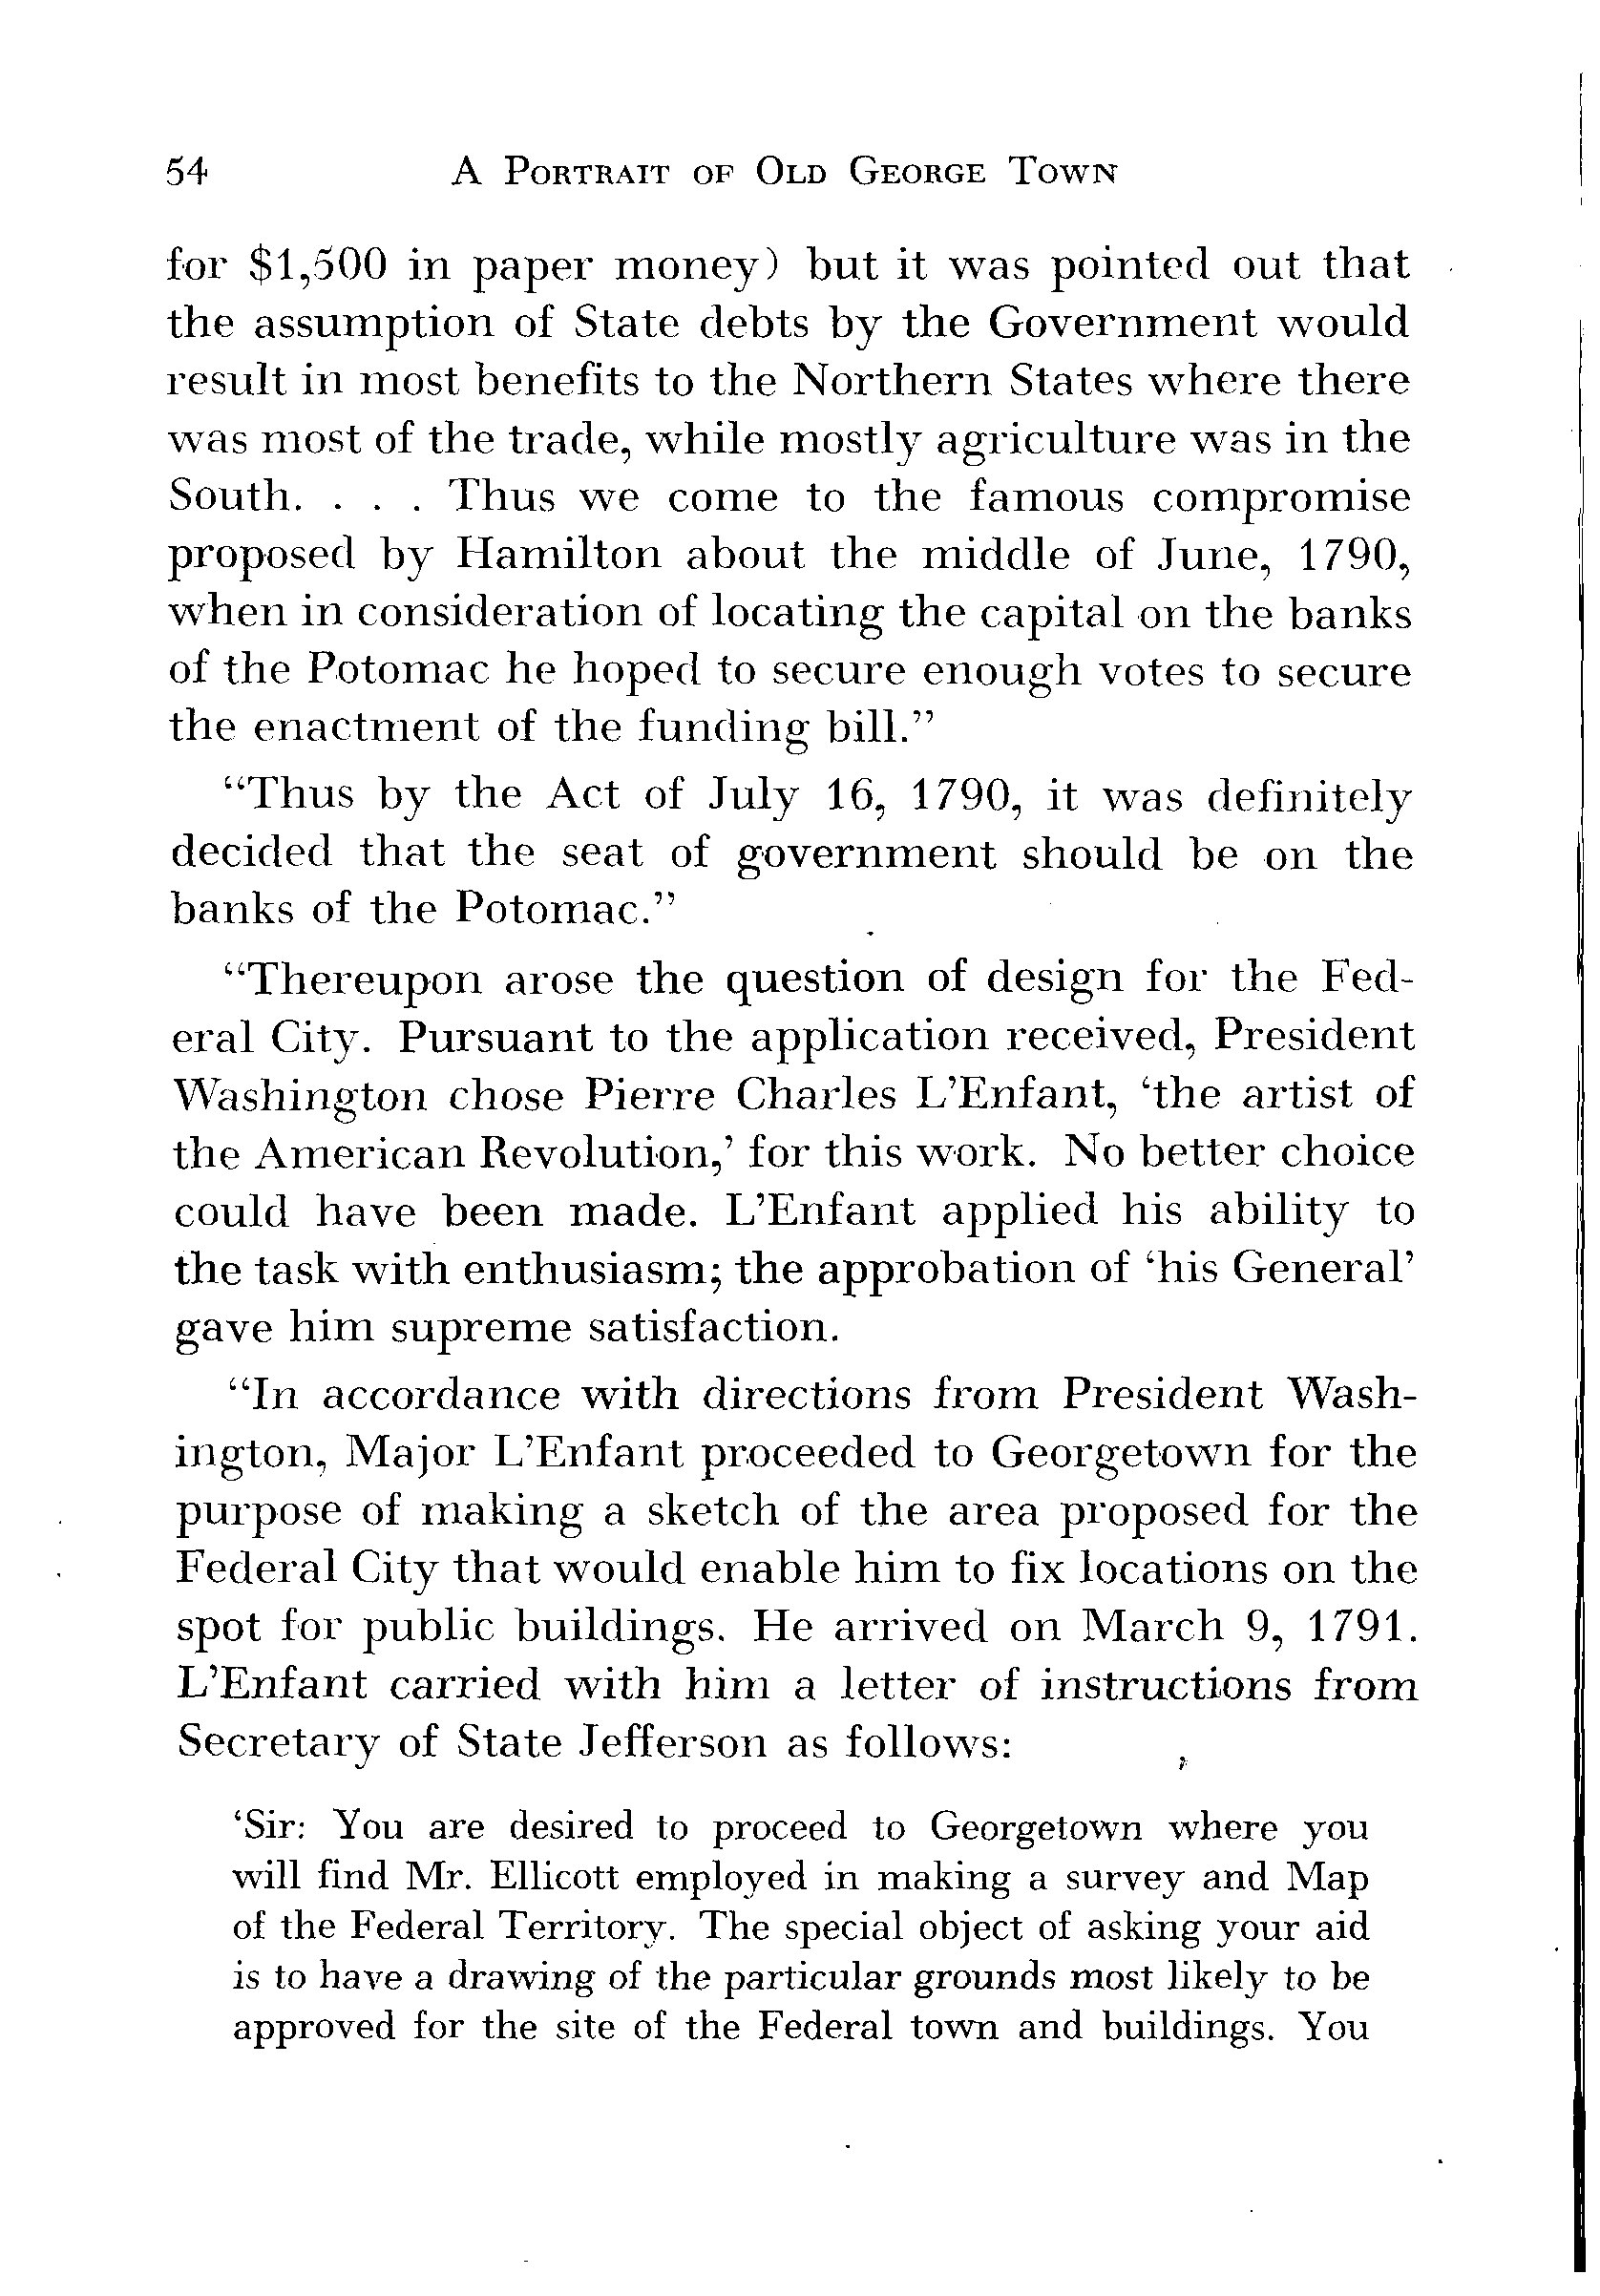 54 A Portrait of Old George Town
for $1,500 in paper money) but it was pointed out that
the assumption of State debts by the Government would
result in most benefits to the Northern States where there
was most of the trade, while mostly agriculture was in the
South. . . . Thus we come to the famous compromise
proposed by Hamilton about the middle of June, 1790,
when in consideration of locating the capital on the banks
of the Potomac he hoped to secure enough votes to secure
the enactment of the funding bill.”
“Thus by the Act of July 16, 1790, it was definitely
decided that the seat of government should be on the
banks of the Potomac.”
“Thereupon arose the question of design for the Fed-
eral City. Pursuant to the application received, President
Washington chose Pierre Charles L’Enfant, ‘the artist of
the American Revolution,’ for this work. No better choice
could have been made. L’Enfant applied his ability to
the task with enthusiasm; the approbation of ‘his General’
gave him supreme satisfaction.
“In accordance with directions from President Wash-
ington, Major L’Enfant proceeded to Georgetown for the
purpose of making a sketch of the area proposed for the
Federal City that would enable him to fix locations on the
spot for public buildings. He arrived on March 9, 1791.
L’Enfant carried with him a letter of instructions from
Secretary of State Jefferson as follows:
‘Sir: You are desired to proceed to Georgetown where you
will find Mr. Ellicott employed in making a survey and Map
of the Federal Territory. The special object of asking your aid
is to have a drawing of the particular grounds most likely to be
approved for the site of the Federal town and buildings. You